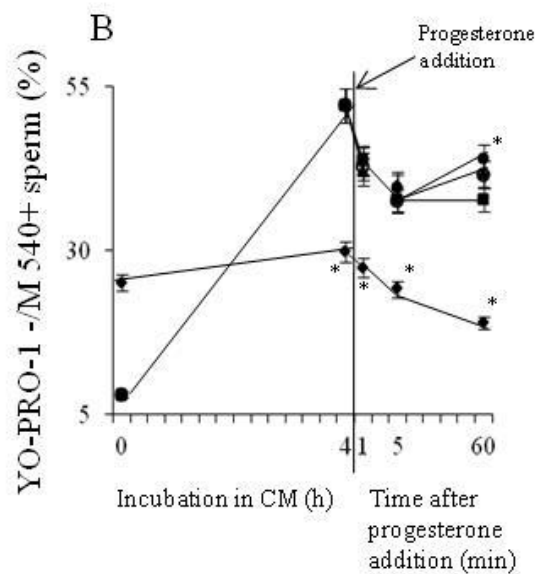 B
Progesterone
addition
YO-PRO-1 -/M 540+ sperm (%)
55
30
5
*
*
*
*
*
0
4
1
5
60
Incubation in CM (h)
Time after
progesterone
addition (min)